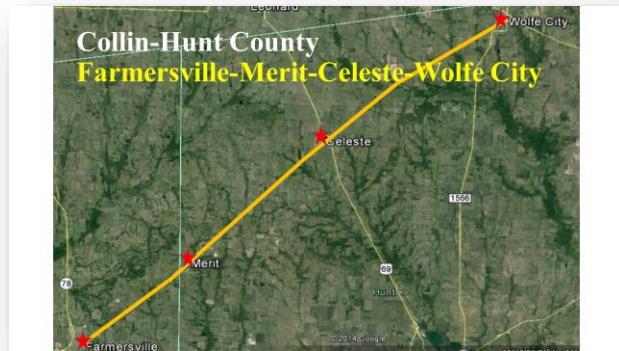 Leonard
Wolfe City
Collin-Hunt County
Farmersville-Merit-Celeste-Wolfe City
Celeste
1566
Merit
69
78
Hunt
© 2014 Google
Farmersville